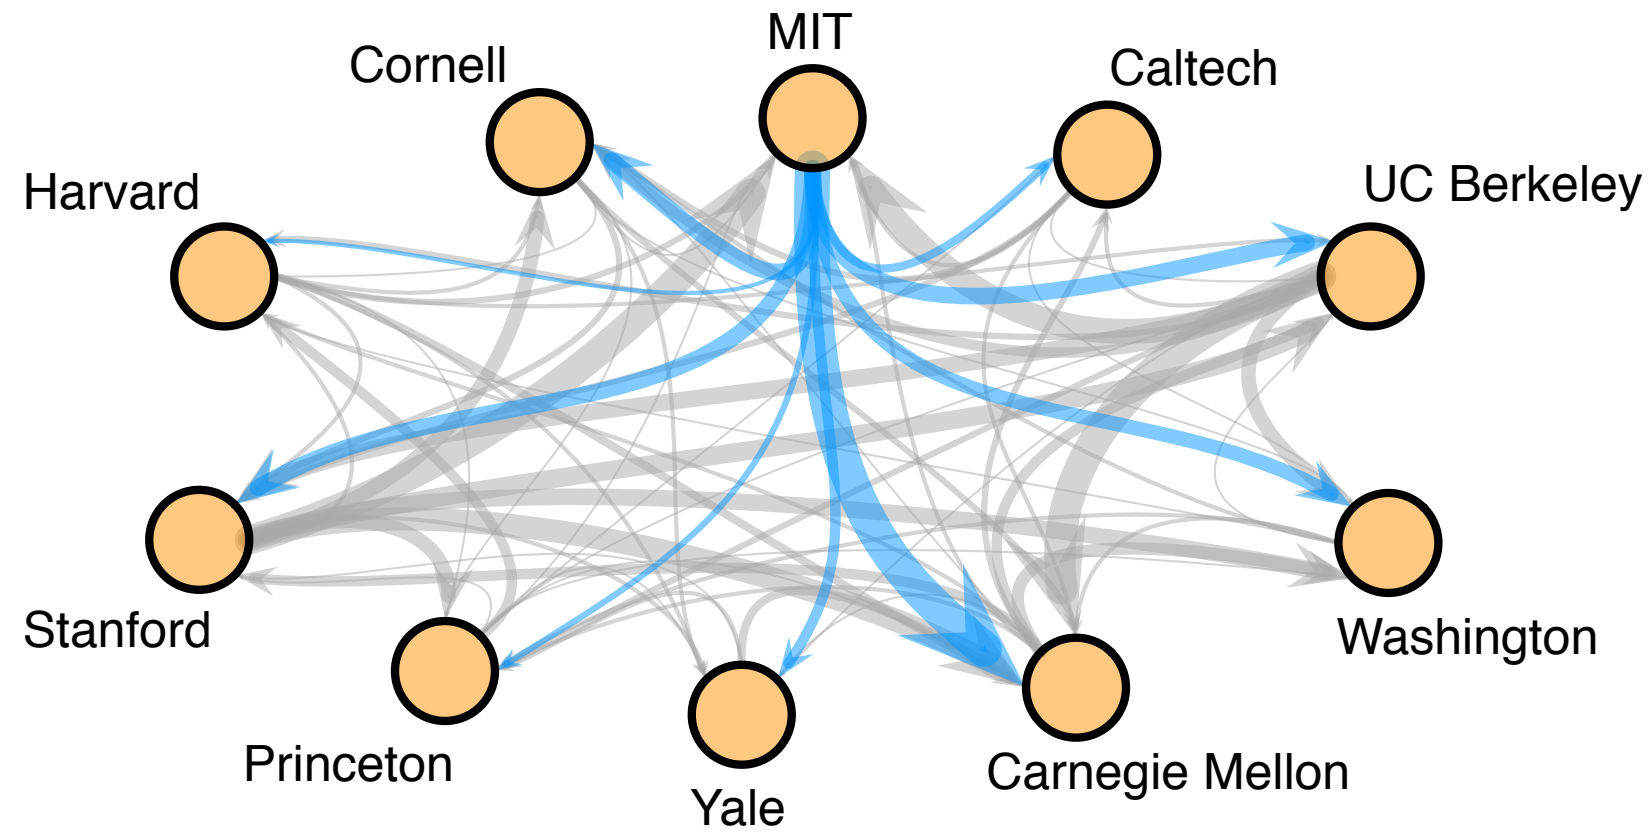 MIT
Cornell
Caltech
UC Berkeley
Harvard
Stanford
Washington
Princeton
Carnegie Mellon
Yale